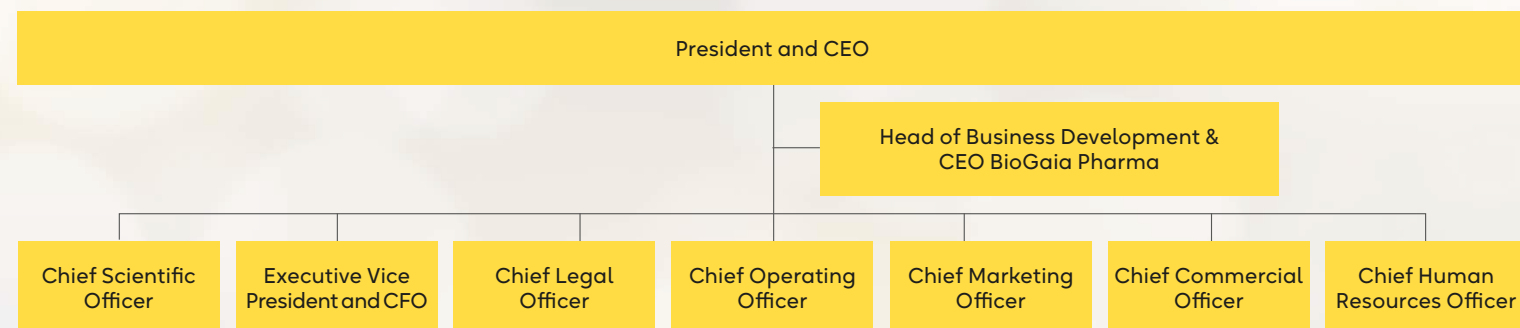 President and CEO
Head of Business Development &
CEO BioGaia Pharma
Chief Scientific
Officer
Executive Vice
President and CFO
Chief Legal
Officer
Chief Operating
Officer
Chief Marketing
Officer
Chief Commercial
Officer
Chief Human
Resources Officer